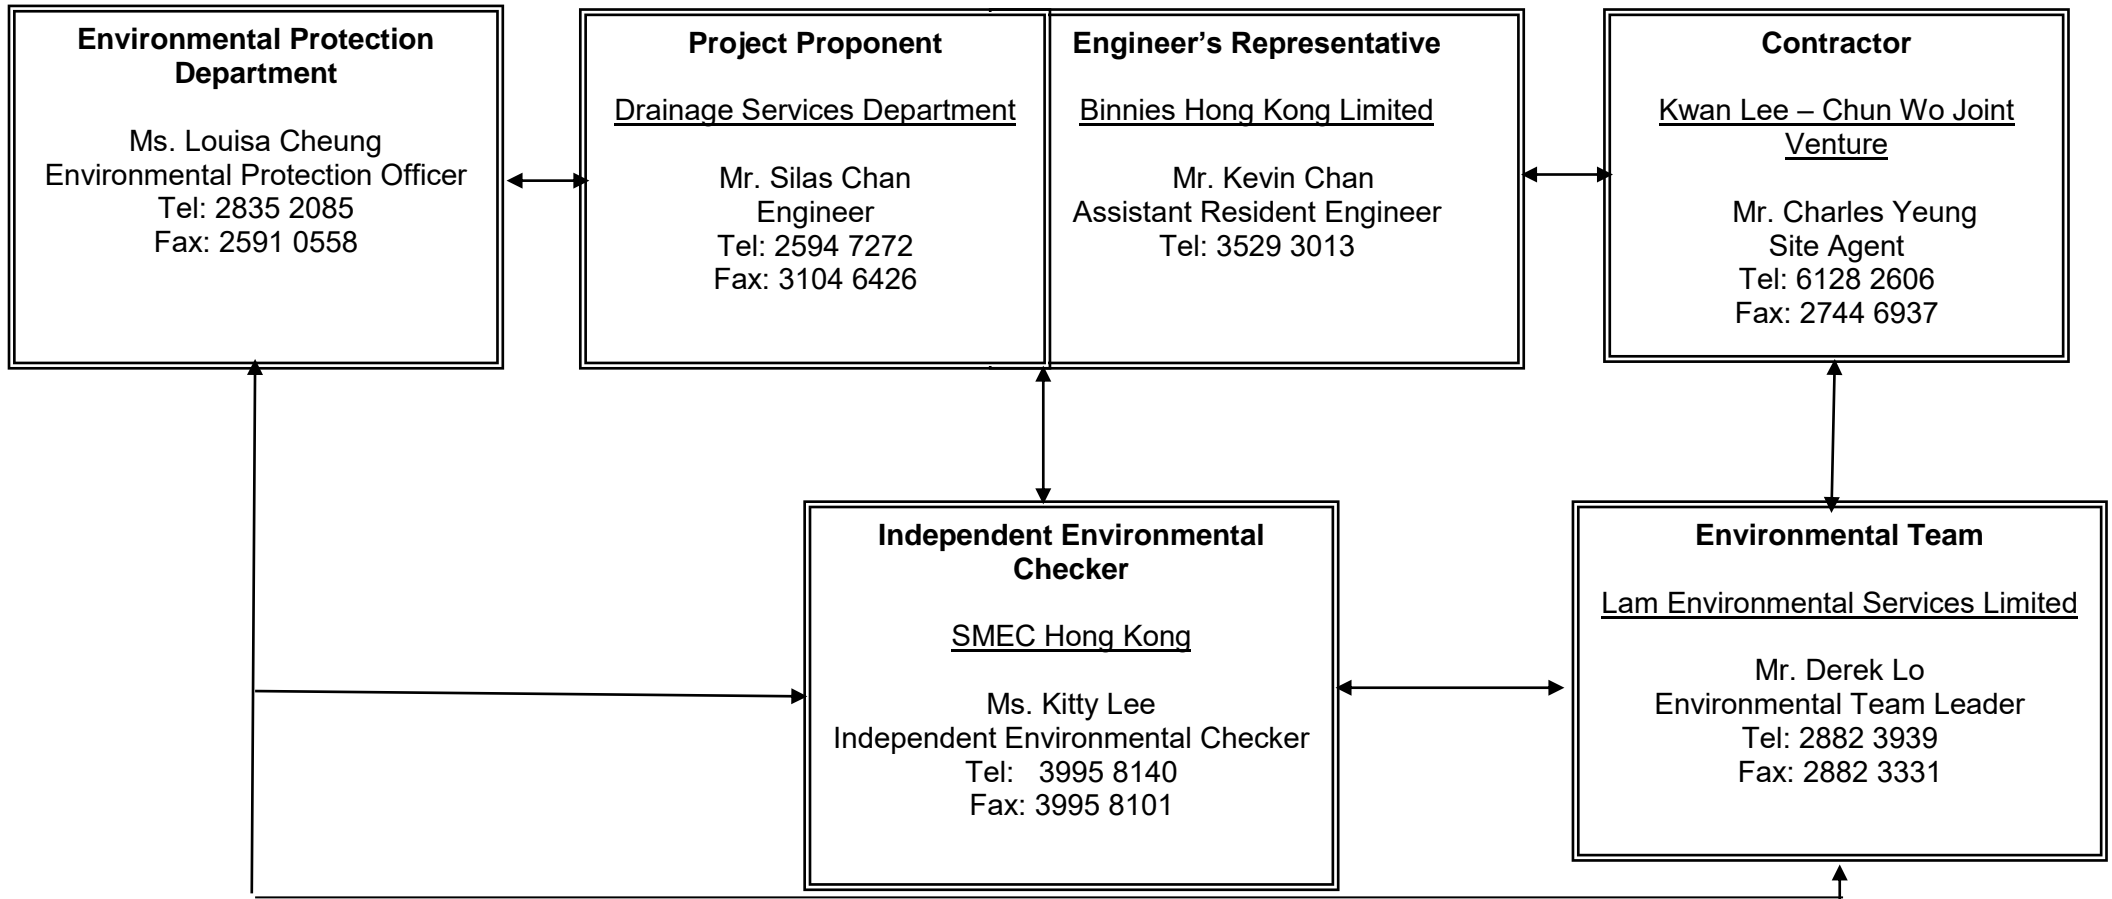 Environmental Protection
Department
Ms. Louisa Cheung
Environmental Protection Officer
Tel: 2835 2085
Fax: 2591 0558
Project Proponent
Drainage Services Department
Mr. Silas Chan
Engineer
Tel: 2594 7272
Fax: 3104 6426
Engineer’s Representative
Binnies Hong Kong Limited
Mr. Kevin Chan
Assistant Resident Engineer
Tel: 3529 3013
Contractor
Kwan Lee – Chun Wo Joint
Venture
Mr. Charles Yeung
Site Agent
Tel: 6128 2606
Fax: 2744 6937
Independent Environmental
Checker
SMEC Hong Kong
Ms. Kitty Lee
Independent Environmental Checker
Tel: 3995 8140
Fax: 3995 8101
Environmental Team
Lam Environmental Services Limited
Mr. Derek Lo
Environmental Team Leader
Tel: 2882 3939
Fax: 2882 3331